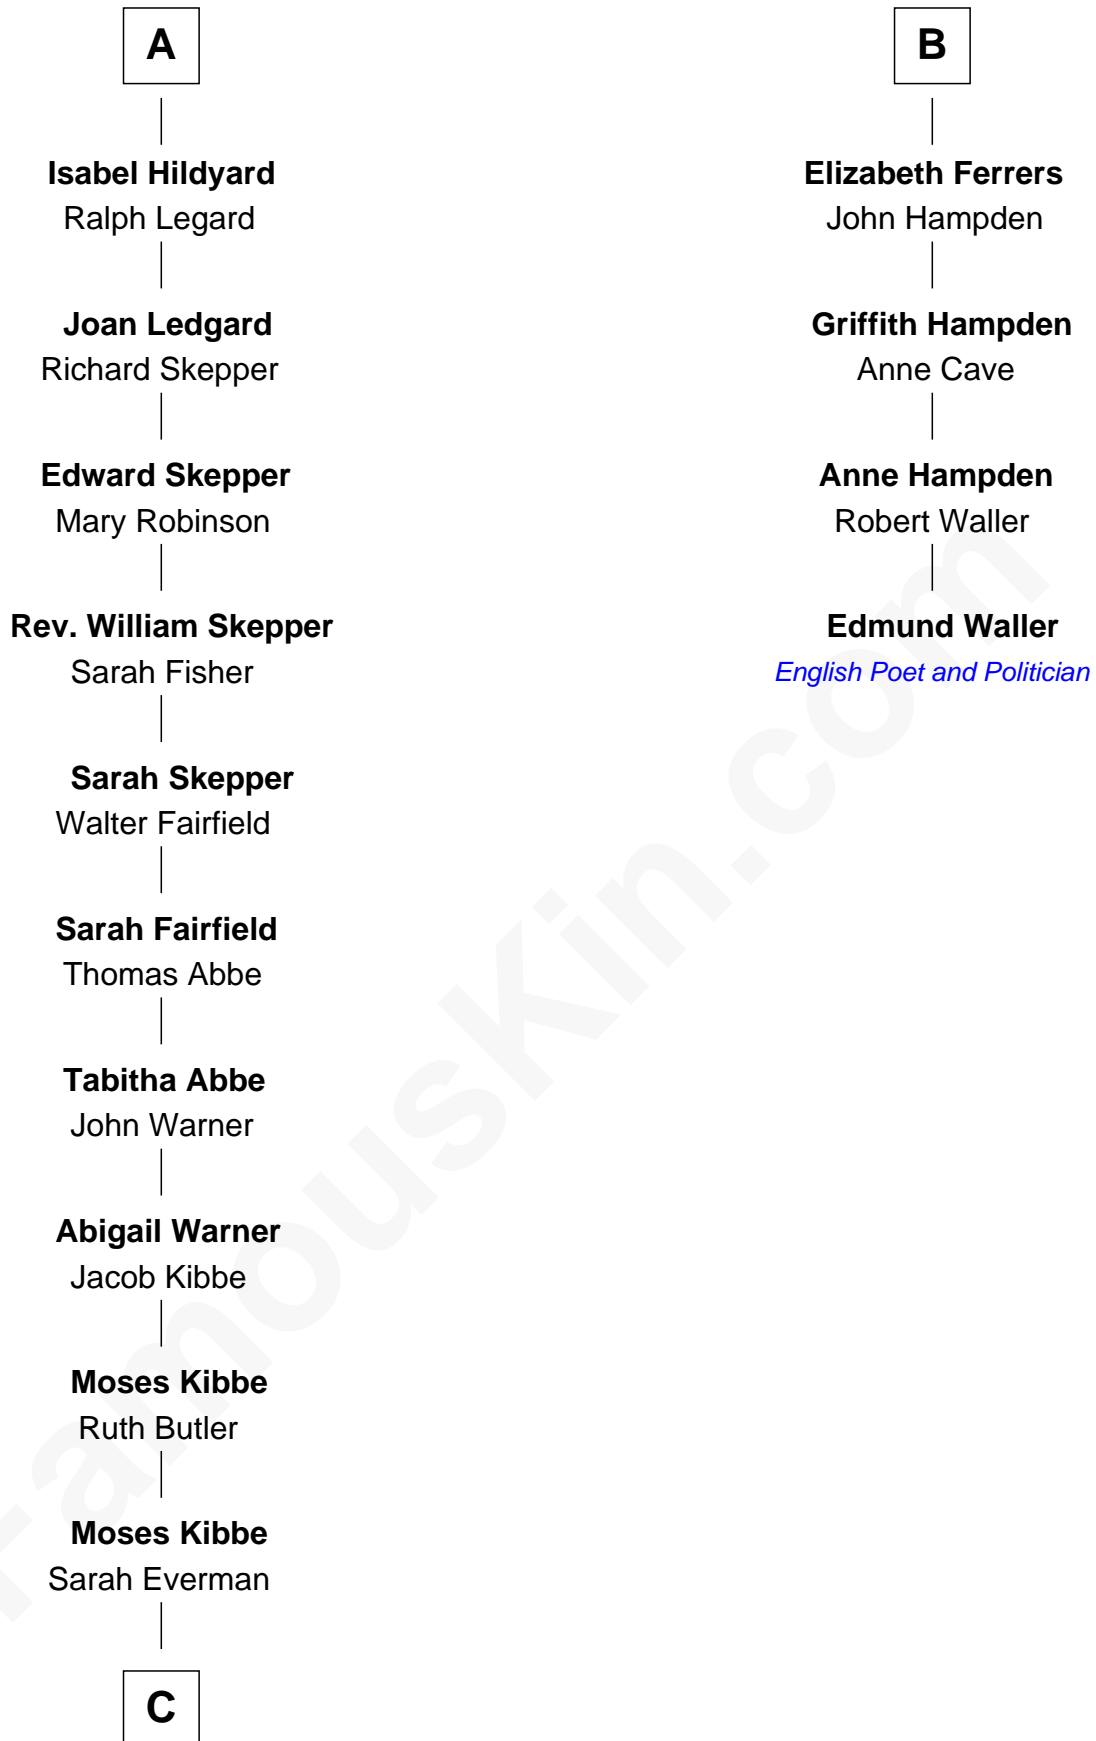 A
Isabel Hildyard
Ralph Legard
Joan Ledgard
Richard Skepper
Edward Skepper
Mary Robinson
Rev. William Skepper
Sarah Fisher
Sarah Skepper
Walter Fairfield
Sarah Fairfield
Thomas Abbe
Tabitha Abbe
John Warner
Abigail Warner
Jacob Kibbe
Moses Kibbe
Ruth Butler
Moses Kibbe
Sarah Everman
C
B
Elizabeth Ferrers
John Hampden
Griffith Hampden
Anne Cave
Anne Hampden
Robert Waller
Edmund Waller
English Poet and Politician
FamousKin.com